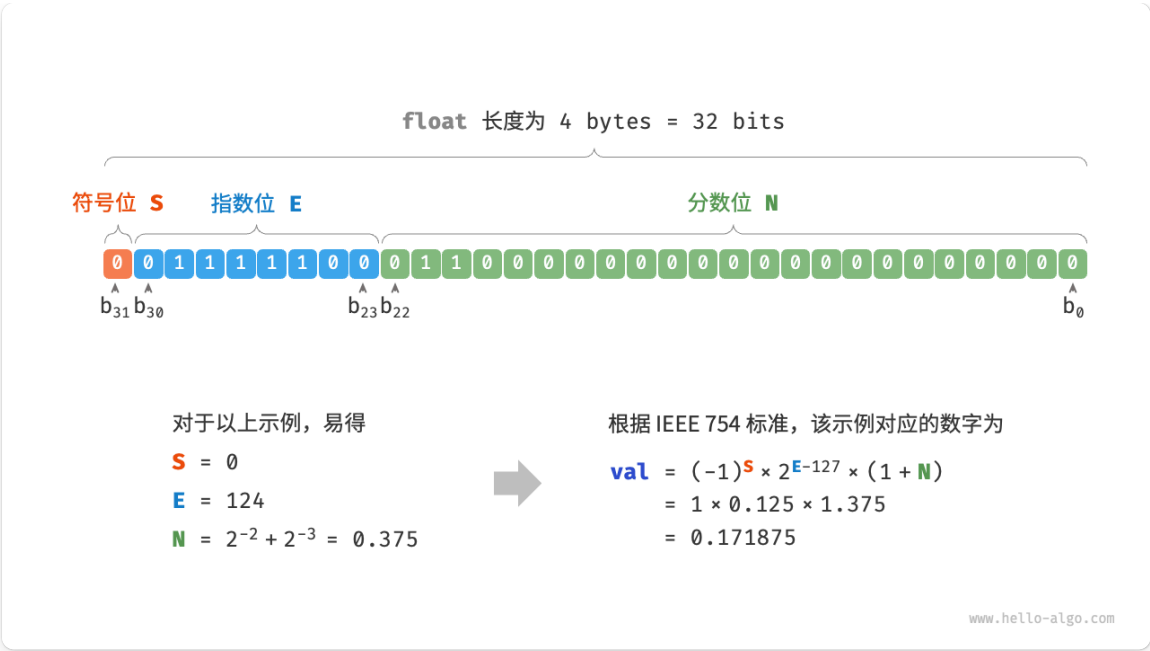 float 长度为 4 bytes = 32 bits
符号位 S 指数位 E 分数位 N
0 0 1 1 1 1 1 0 0 0 1 1 0 0 0 0 0 0 0 0 0 0 0 0 0 0 0 0 0 0 0 0
b31 b30 b23 b22 b0
对于以上示例，易得
S = 0
E = 124
N = 2⁻² + 2⁻³ = 0.375
根据 IEEE 754 标准，该示例对应的数字为
val = (−1)ˢ × 2ᴱ⁻¹²⁷ × (1 + N)
= 1 × 0.125 × 1.375
= 0.171875
www.hello-algo.com